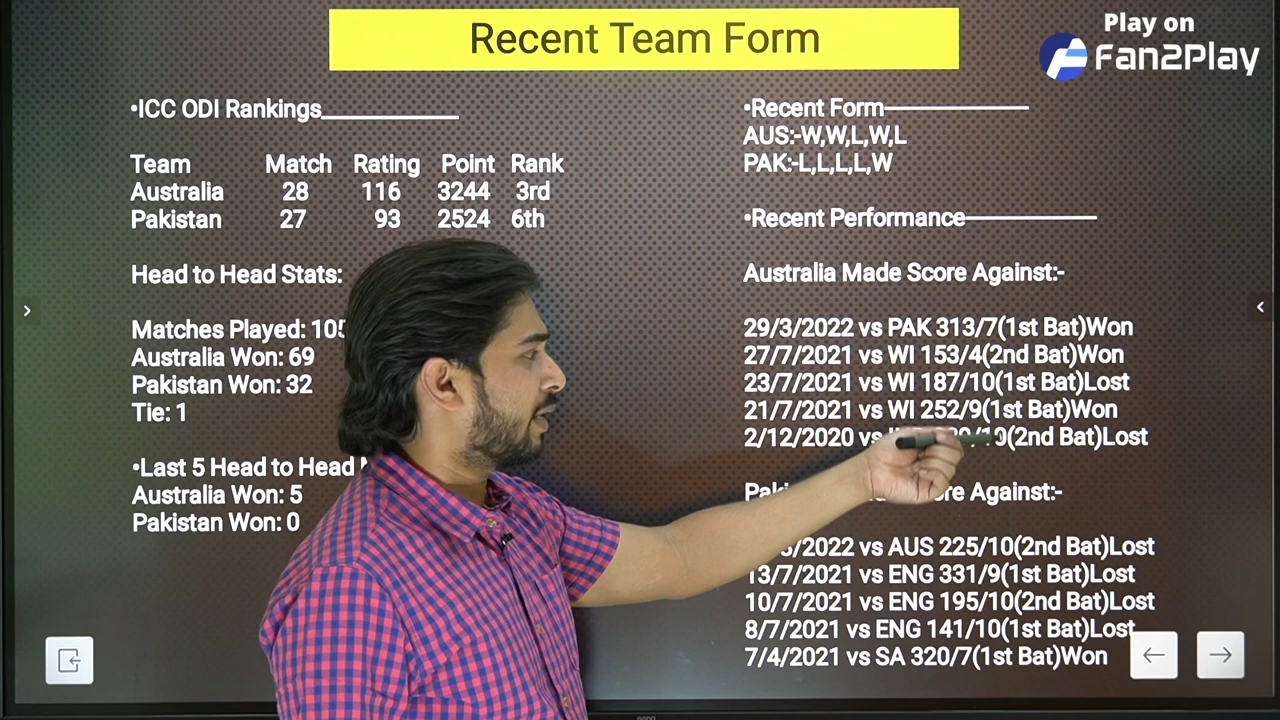 Recent Team Form
Play on
Fan2Play
•ICC ODI Rankings
Team Match Rating Point Rank
Australia 28 116 3244 3rd
Pakistan 27 93 2524 6th
Head to Head Stats:
Matches Played: 105
Australia Won: 69
Pakistan Won: 32
Tie: 1
•Last 5 Head to Head
Australia Won: 5
Pakistan Won: 0
•Recent Form
AUS:-W,W,L,W,L
PAK:-L,L,L,L,W
•Recent Performance
Australia Made Score Against:-
29/3/2022 vs PAK 313/7(1st Bat)Won
27/7/2021 vs WI 153/4(2nd Bat)Won
23/7/2021 vs WI 187/10(1st Bat)Lost
21/7/2021 vs WI 252/9(1st Bat)Won
2/12/2020 vs (2nd Bat)Lost
Against:-
vs AUS 225/10(2nd Bat)Lost
13/7/2021 vs ENG 331/9(1st Bat)Lost
10/7/2021 vs ENG 195/10(2nd Bat)Lost
8/7/2021 vs ENG 141/10(1st Bat)Lost
7/4/2021 vs SA 320/7(1st Bat)Won